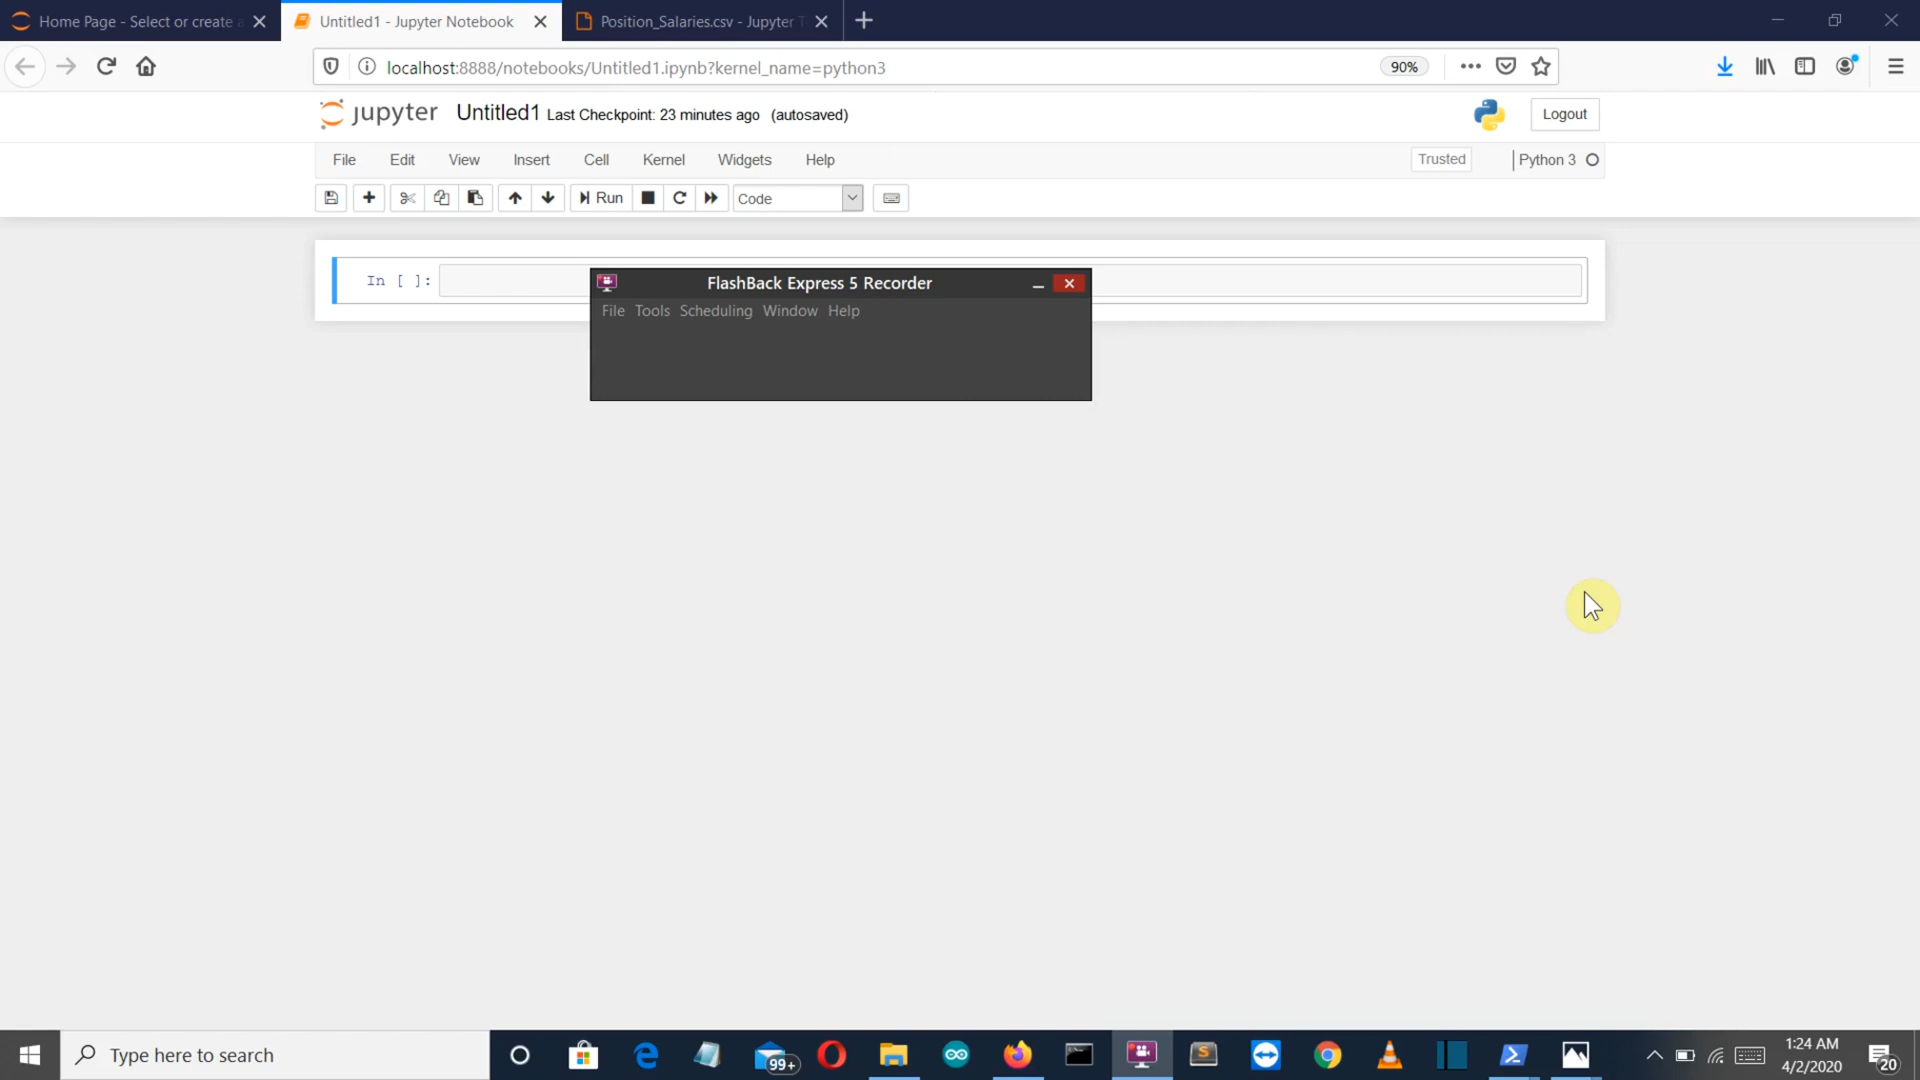 Home Page - Select or create a
Untitled1 - Jupyter Notebook
Position_Salaries.csv - Jupyter T
localhost:8888/notebooks/Untitled1.ipynb?kernel_name=python3
90%
jupyter Untitled1 Last Checkpoint: 23 minutes ago (autosaved)
Logout
File Edit View Insert Cell Kernel Widgets Help
Trusted
Python 3
Run
Code
In [ ]:
FlashBack Express 5 Recorder
File Tools Scheduling Window Help
Type here to search
99+
1:24 AM
4/2/2020
20